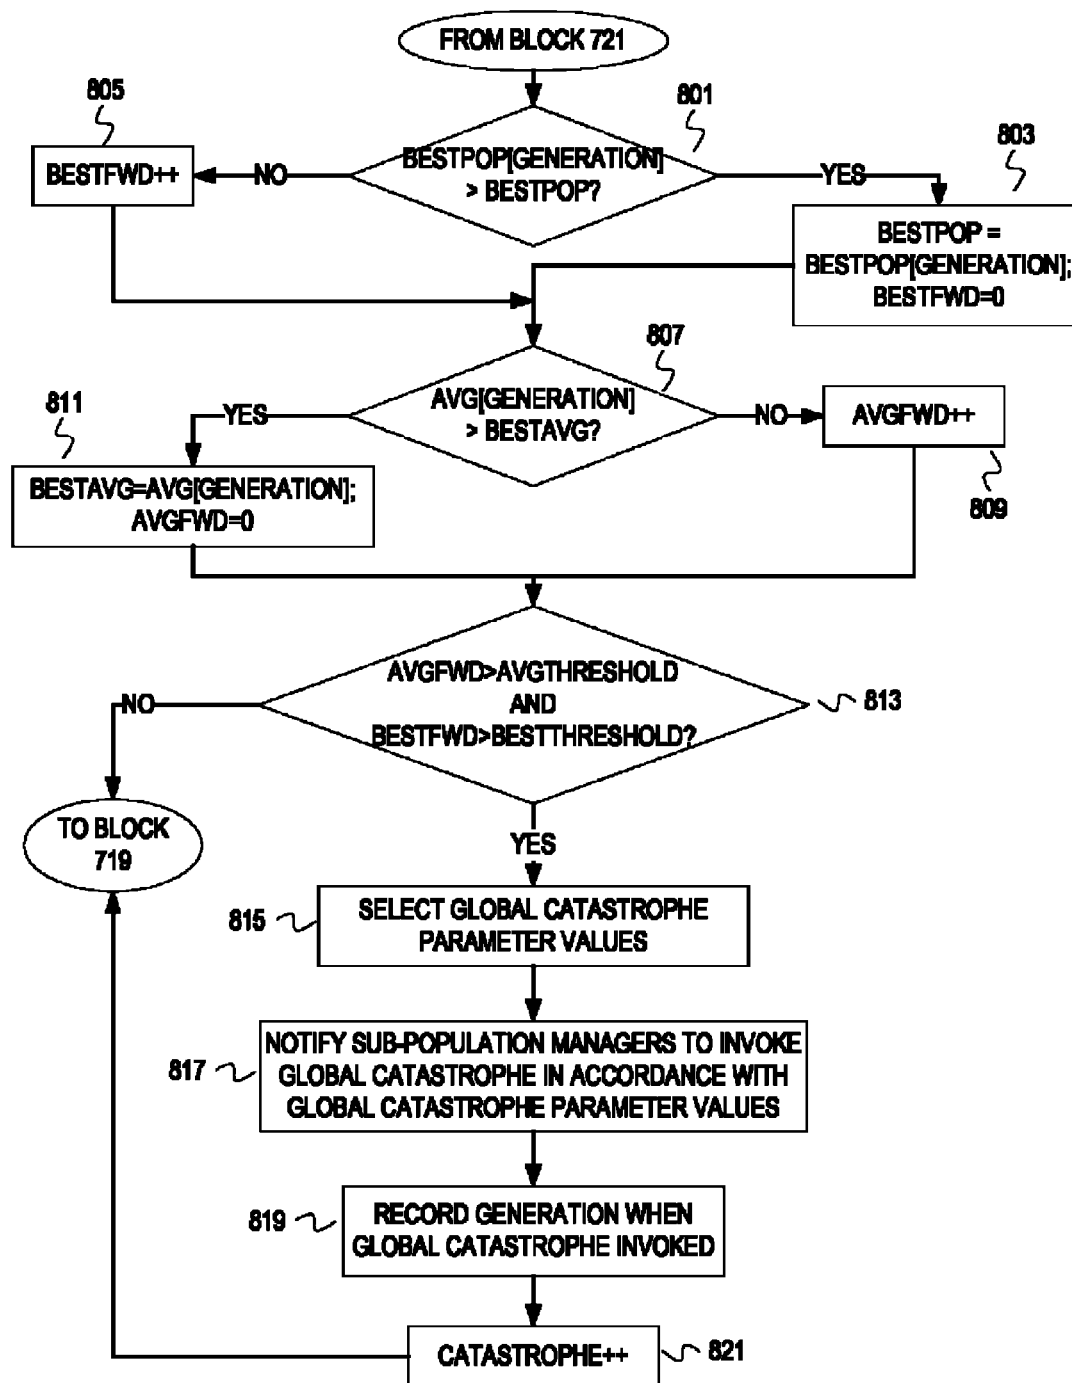 FROM BLOCK 721
805
801
803
BESTPOP[GENERATION]
> BESTPOP?
BESTFWD++
NO
YES
BESTPOP =
BESTPOP[GENERATION];
BESTFWD=0
807
AVG[GENERATION]
> BESTAVG?
811
YES
NO
AVGFWD++
809
BESTAVG=AVG[GENERATION];
AVGFWD=0
AVGFWD>AVGTHRESHOLD
AND
BESTFWD>BESTTHRESHOLD?
813
NO
TO BLOCK
719
YES
815
SELECT GLOBAL CATASTROPHE
PARAMETER VALUES
817
NOTIFY SUB-POPULATION MANAGERS TO INVOKE
GLOBAL CATASTROPHE IN ACCORDANCE WITH
GLOBAL CATASTROPHE PARAMETER VALUES
819
RECORD GENERATION WHEN
GLOBAL CATASTROPHE INVOKED
CATASTROPHE++
821